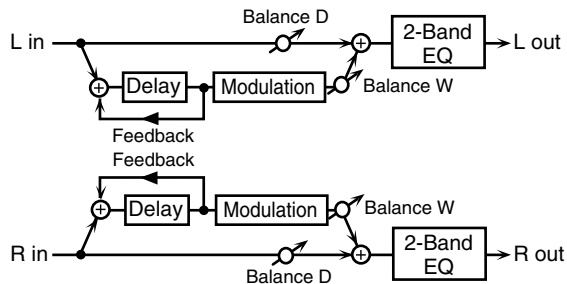 Balance D
L in
2-Band
EQ
L out
Delay
Modulation
Balance W
Feedback
Feedback
Delay
Modulation
Balance W
R in
2-Band
EQ
R out
Balance D